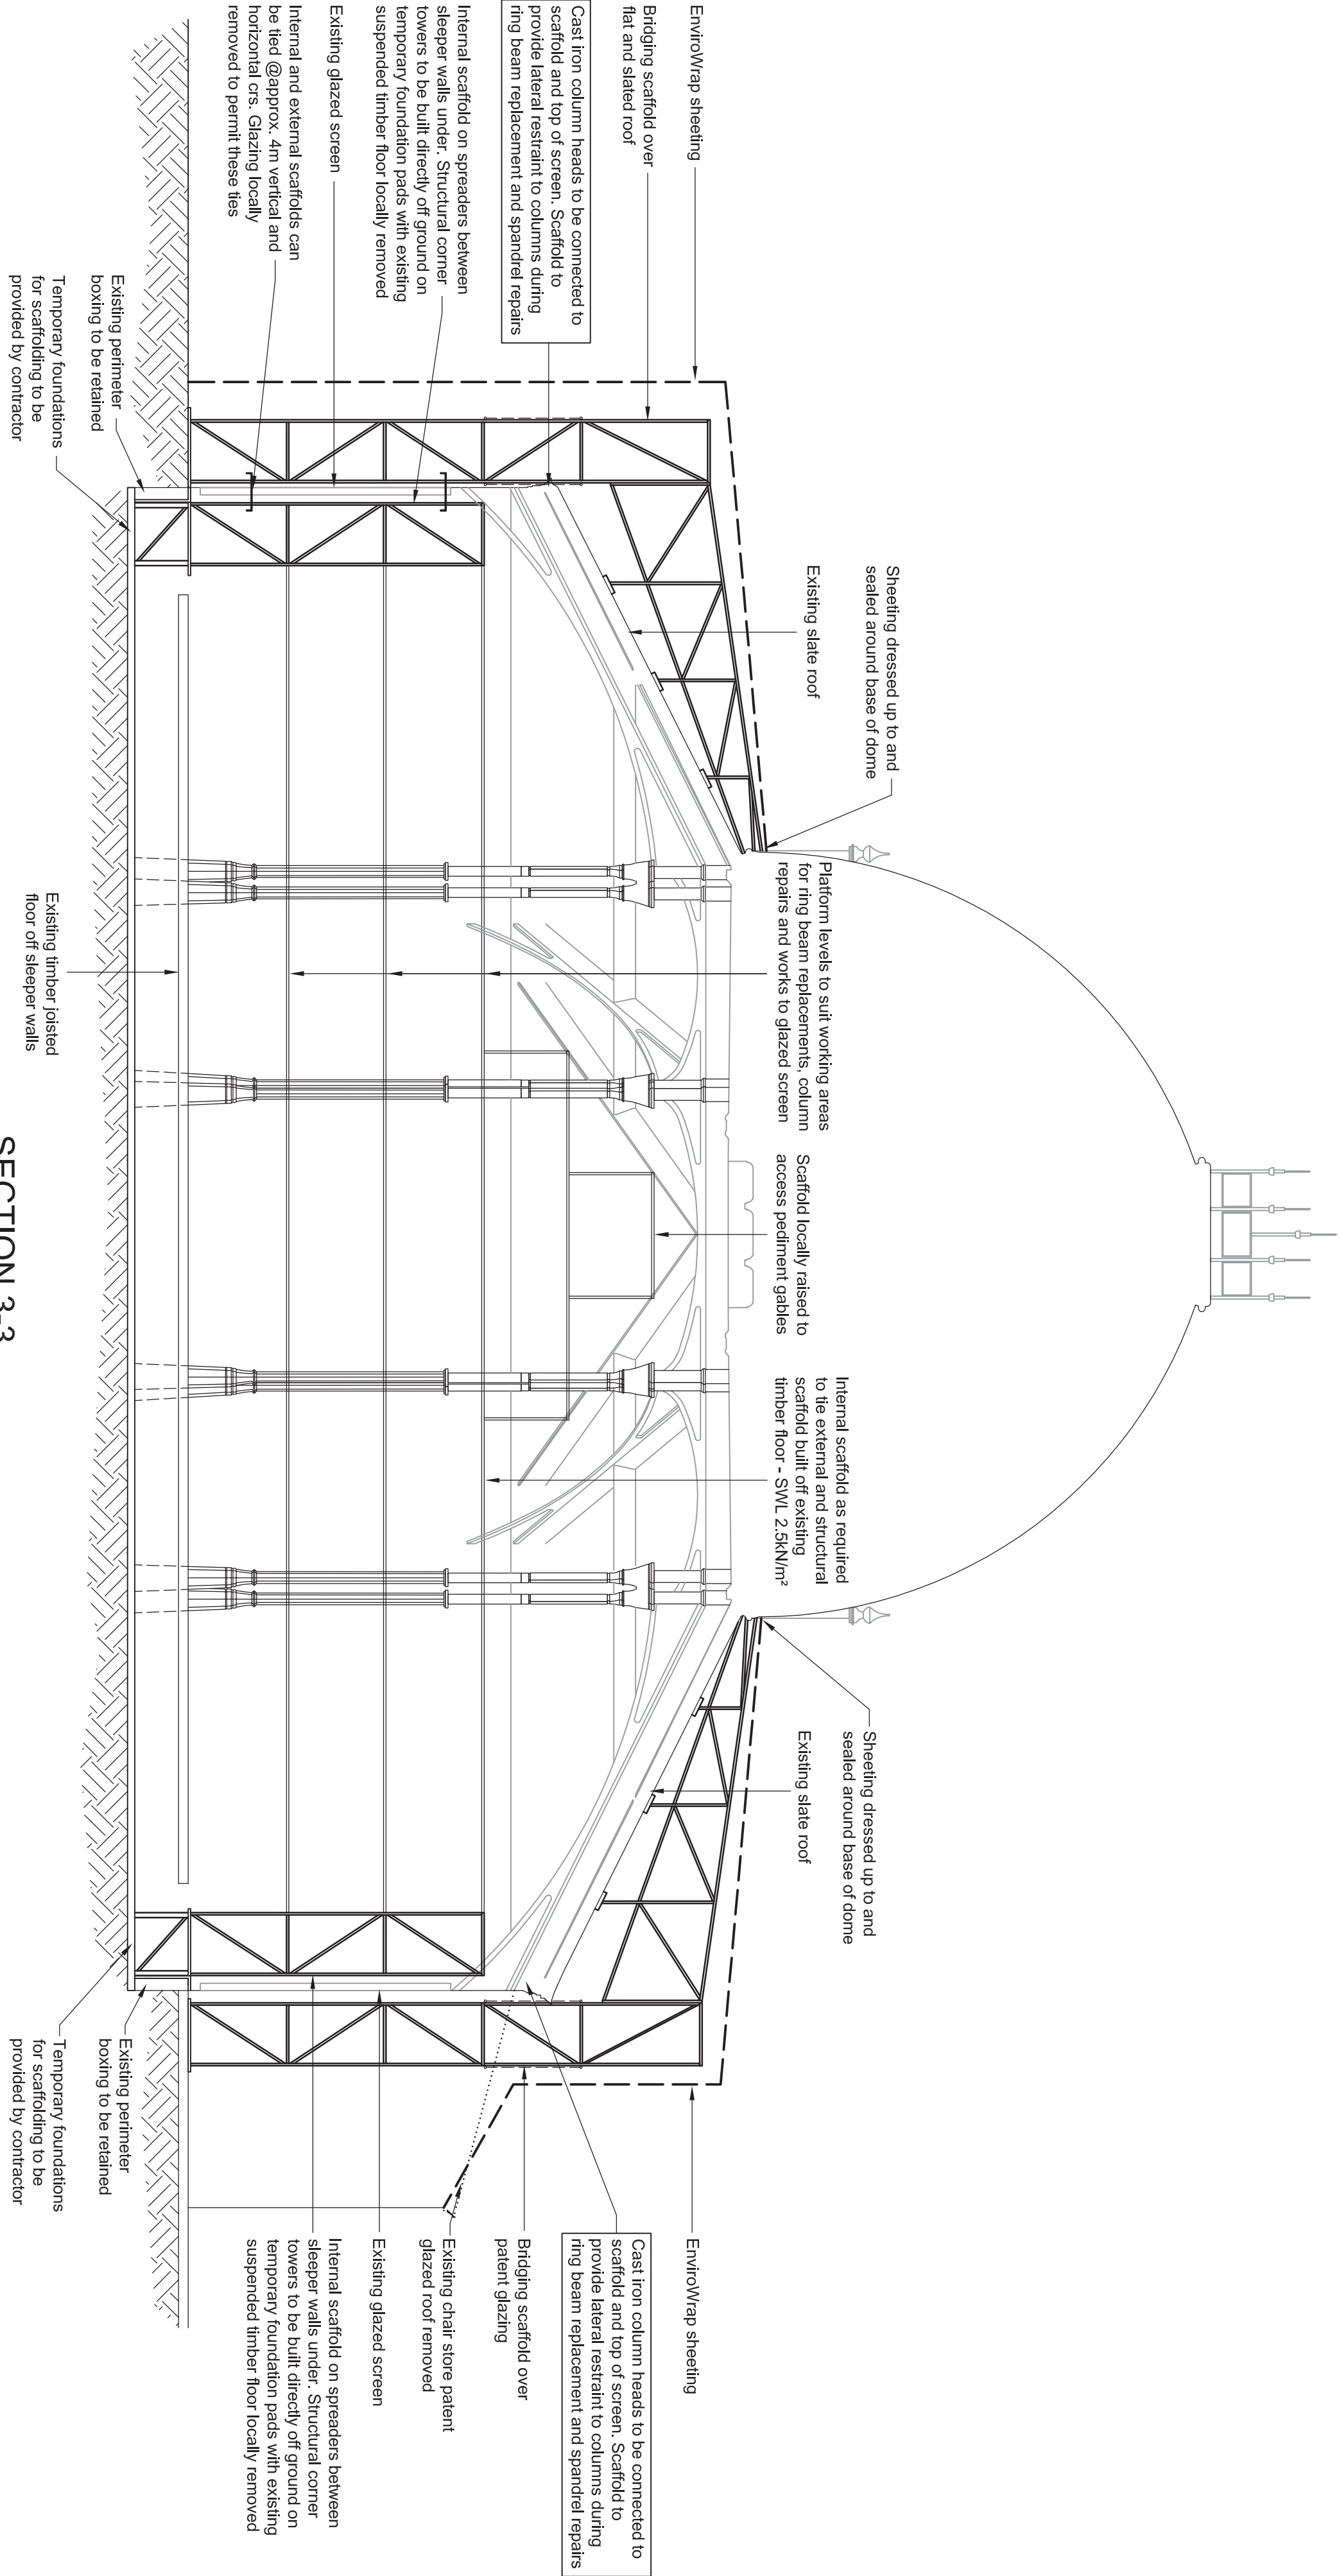 EnviroWrap sheeting
Bridging scaffold over
flat and slated roof
Cast iron column heads to be connected to
scaffold and top of screen. Scaffold to
provide lateral restraint to columns during
ring beam replacement and spandrel repairs
Internal scaffold on spreaders between
sleeper walls under. Structural corner
towers to be built directly off ground on
temporary foundation pads with existing
suspended timber floor locally removed
Existing glazed screen
Internal and external scaffolds can
be tied @approx. 4m vertical and
horizontal crs. Glazing locally
removed to permit these ties
Existing perimeter
boxing to be retained
Temporary foundations
for scaffolding to be
provided by contractor
Sheeting dressed up to and
sealed around base of dome
Existing slate roof
Platform levels to suit working areas
for ring beam replacements, column
repairs and works to glazed screen
Existing timber joisted
floor off sleeper walls
Scaffold locally raised to
access pediment gables
Internal scaffold as required
to tie external and structural
scaffold built off existing
timber floor - SWL 2.5kN/m²
Sheeting dressed up to and
sealed around base of dome
Existing slate roof
EnviroWrap sheeting
Cast iron column heads to be connected to
scaffold and top of screen. Scaffold to
provide lateral restraint to columns during
ring beam replacement and spandrel repairs
Bridging scaffold over
patent glazing
Existing chair store patent
glazed roof removed
Existing glazed screen
Internal scaffold on spreaders between
sleeper walls under. Structural corner
towers to be built directly off ground on
temporary foundation pads with existing
suspended timber floor locally removed
Existing perimeter
boxing to be retained
Temporary foundations
for scaffolding to be
provided by contractor
SECTION 3-3